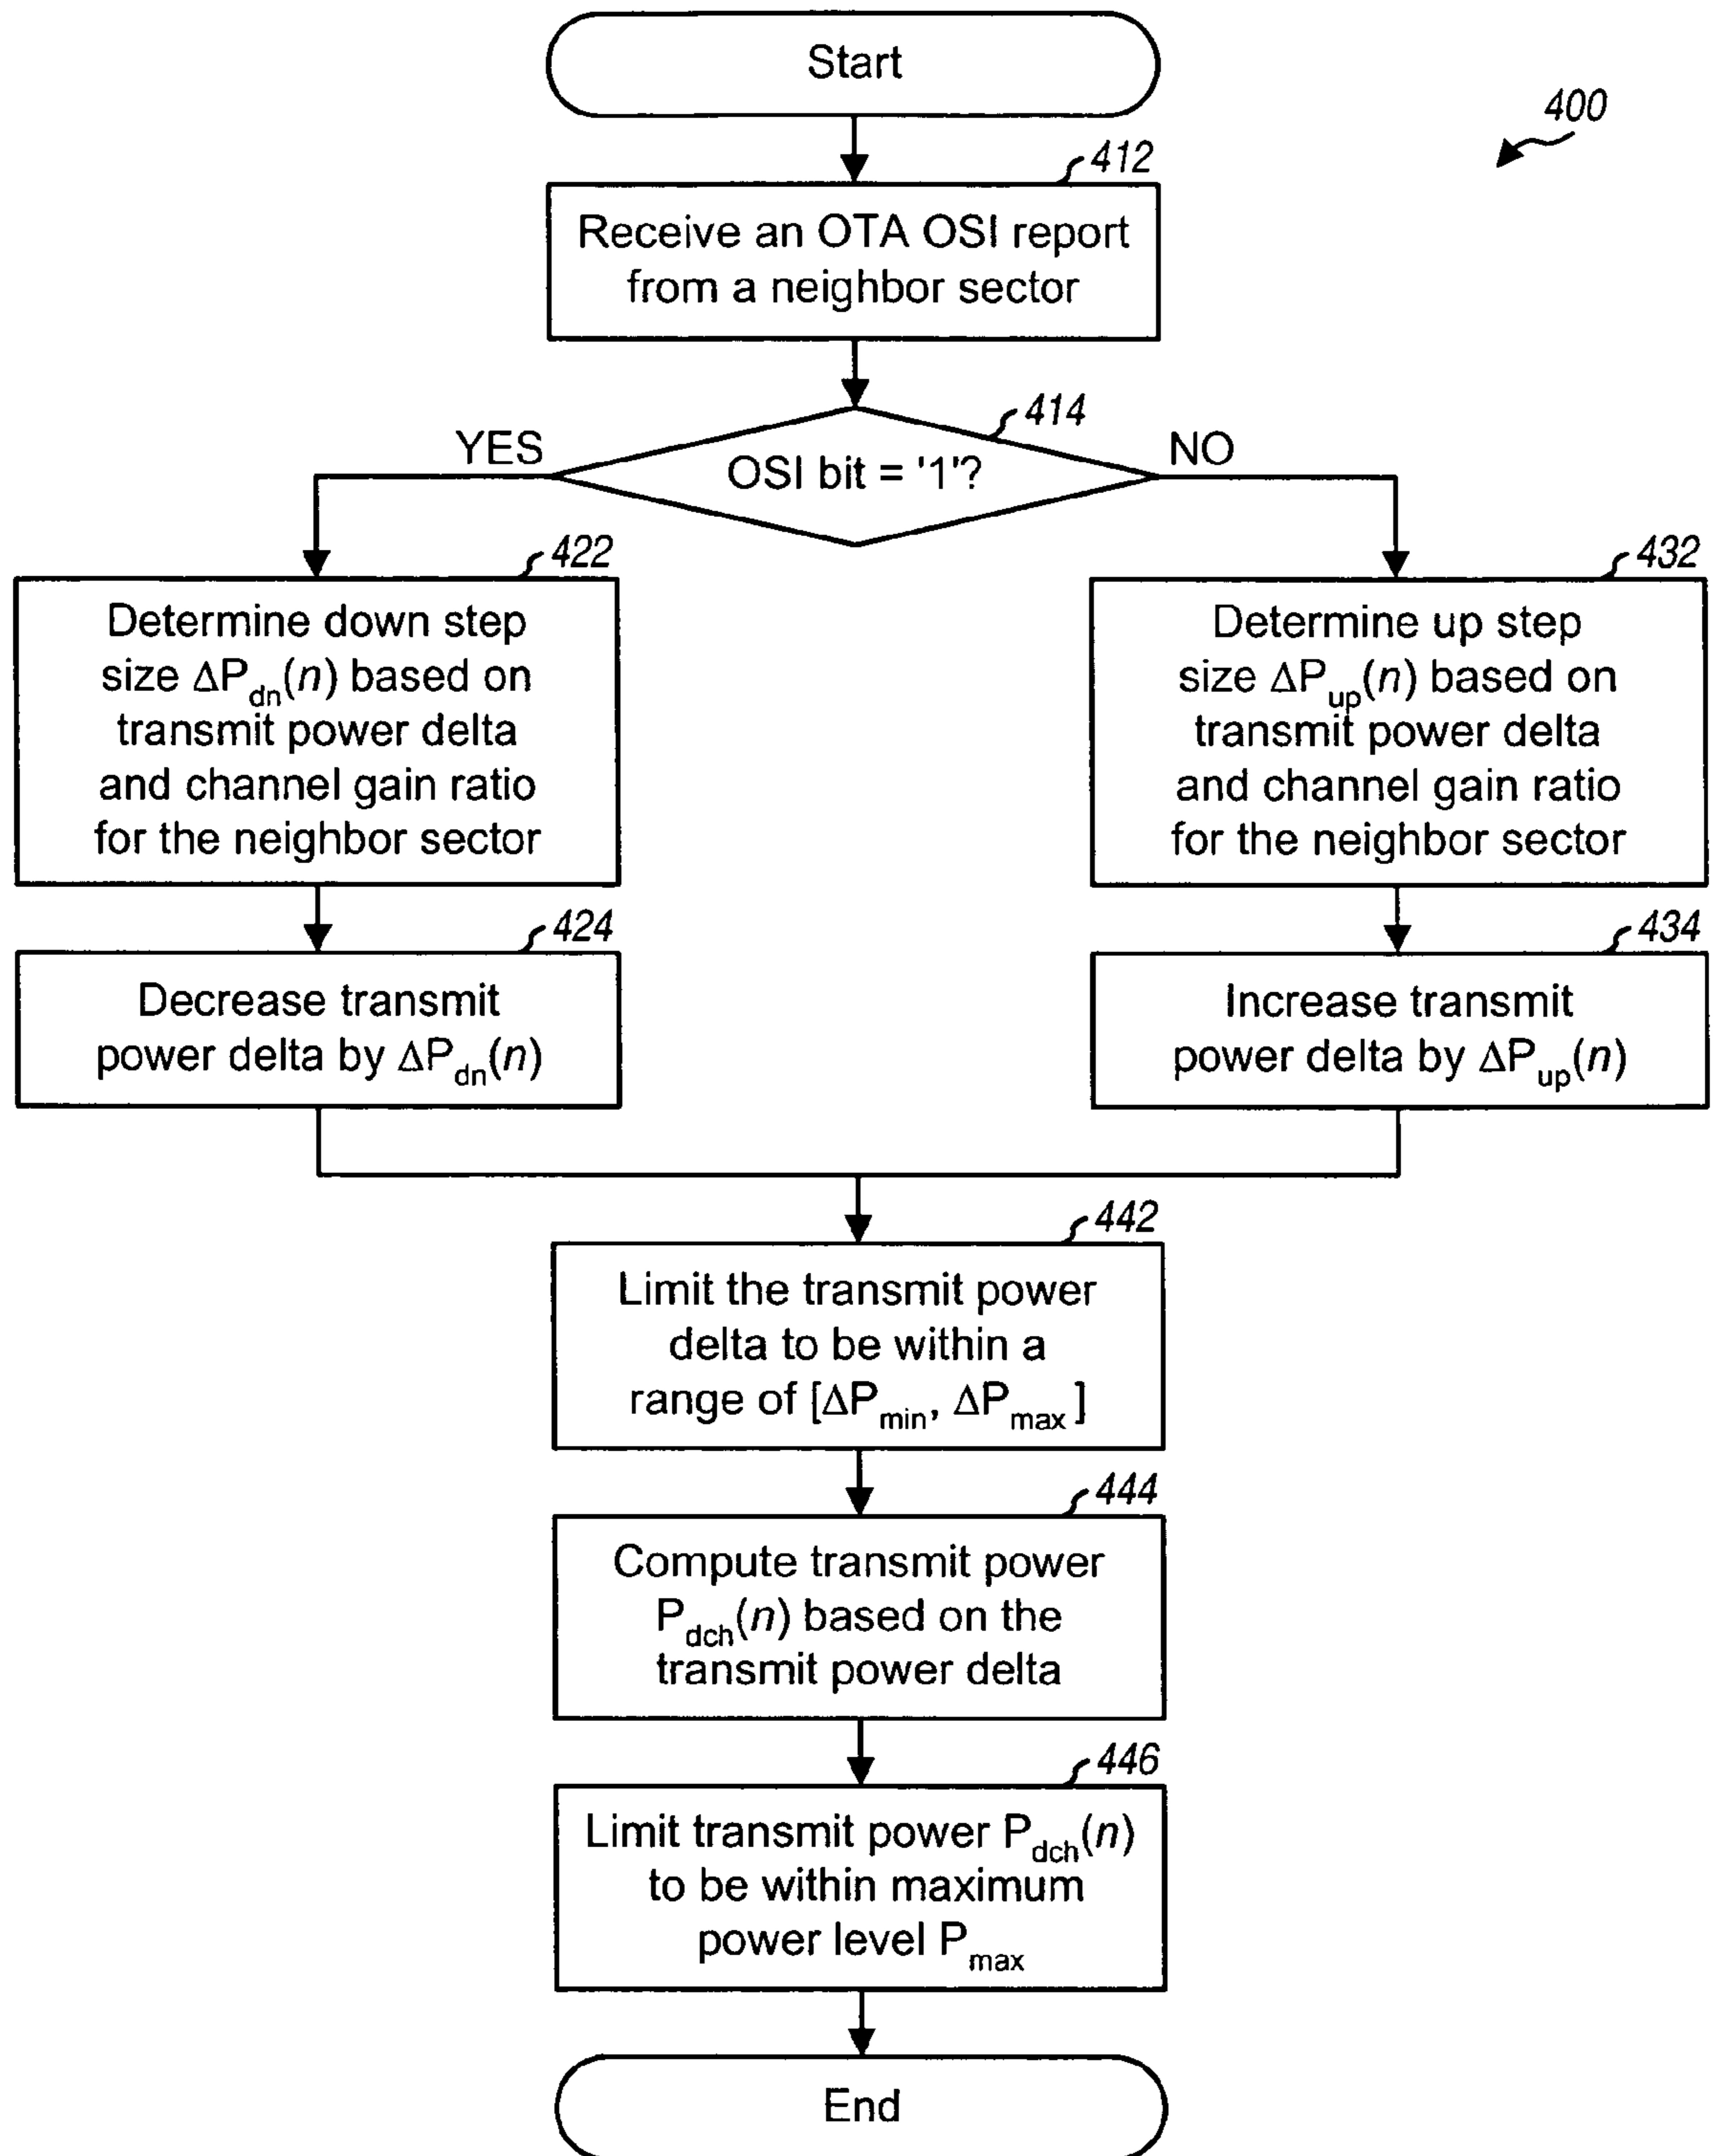 Start
400
412
Receive an OTA OSI report
from a neighbor sector
414
YES
OSI bit = '1'?
NO
422
Determine down step
size ΔPdn(n) based on
transmit power delta
and channel gain ratio
for the neighbor sector
432
Determine up step
size ΔPup(n) based on
transmit power delta
and channel gain ratio
for the neighbor sector
424
Decrease transmit
power delta by ΔPdn(n)
434
Increase transmit
power delta by ΔPup(n)
442
Limit the transmit power
delta to be within a
range of [ΔPmin, ΔPmax]
444
Compute transmit power
Pdch(n) based on the
transmit power delta
446
Limit transmit power Pdch(n)
to be within maximum
power level Pmax
End